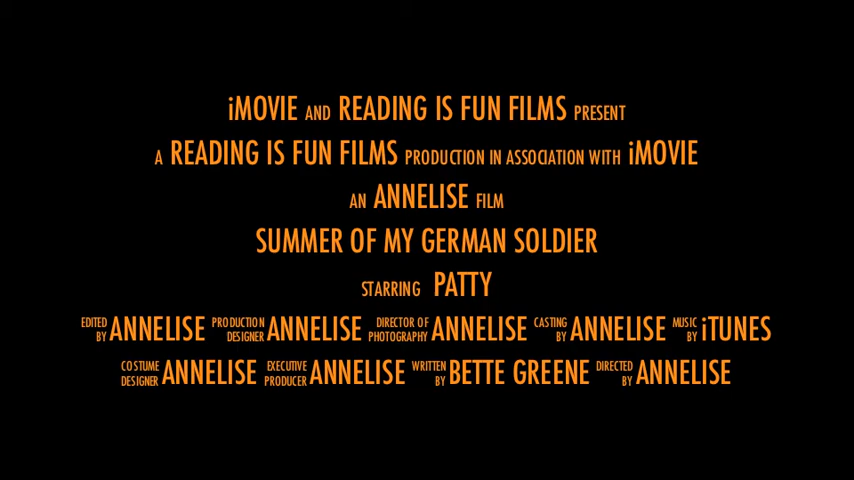 iMOVIE AND READING IS FUN FILMS PRESENT
A READING IS FUN FILMS PRODUCTION IN ASSOCIATION WITH iMOVIE
AN ANNELISE FILM
SUMMER OF MY GERMAN SOLDIER
STARRING PATTY
EDITED BY ANNELISE PRODUCTION DESIGNER ANNELISE DIRECTOR OF PHOTOGRAPHY ANNELISE CASTING BY ANNELISE MUSIC BY iTUNES
COSTUME DESIGNER ANNELISE EXECUTIVE PRODUCER ANNELISE WRITTEN BY BETTE GREENE DIRECTED BY ANNELISE